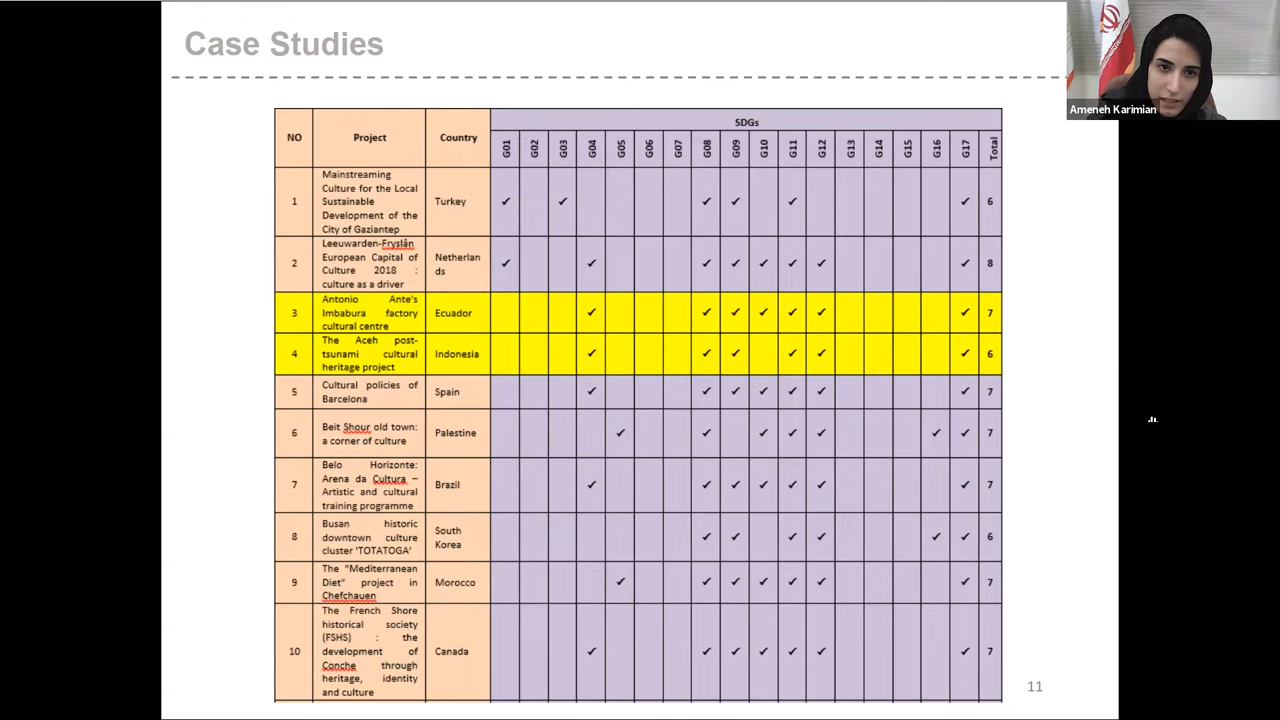 Case Studies
Ameneh Karimian
NO Project Country SDGs
G01 G02 G03 G04 G05 G06 G07 G08 G09 G10 G11 G12 G13 G14 G15 G16 G17 Total
1 Mainstreaming Culture for the Local Sustainable Development of the City of Gaziantep Turkey ✓ ✓ ✓ ✓ ✓ ✓ 6
2 Leeuwarden-Fryslân European Capital of Culture 2018 : culture as a driver Netherlands ✓ ✓ ✓ ✓ ✓ ✓ ✓ ✓ 8
3 Antonio Ante's Imbabura factory cultural centre Ecuador ✓ ✓ ✓ ✓ ✓ ✓ ✓ 7
4 The Aceh post-tsunami cultural heritage project Indonesia ✓ ✓ ✓ ✓ ✓ ✓ 6
5 Cultural policies of Barcelona Spain ✓ ✓ ✓ ✓ ✓ ✓ ✓ 7
6 Beit Shour old town: a corner of culture Palestine ✓ ✓ ✓ ✓ ✓ ✓ ✓ 7
7 Belo Horizonte: Arena da Cultura – Artistic and cultural training programme Brazil ✓ ✓ ✓ ✓ ✓ ✓ ✓ 7
8 Busan historic downtown culture cluster 'TOTATOGA' South Korea ✓ ✓ ✓ ✓ ✓ ✓ 6
9 The "Mediterranean Diet" project in Chefchauen Morocco ✓ ✓ ✓ ✓ ✓ ✓ ✓ 7
10 The French Shore historical society (FSHS) : the development of Conche through heritage, identity and culture Canada ✓ ✓ ✓ ✓ ✓ ✓ ✓ 7
11